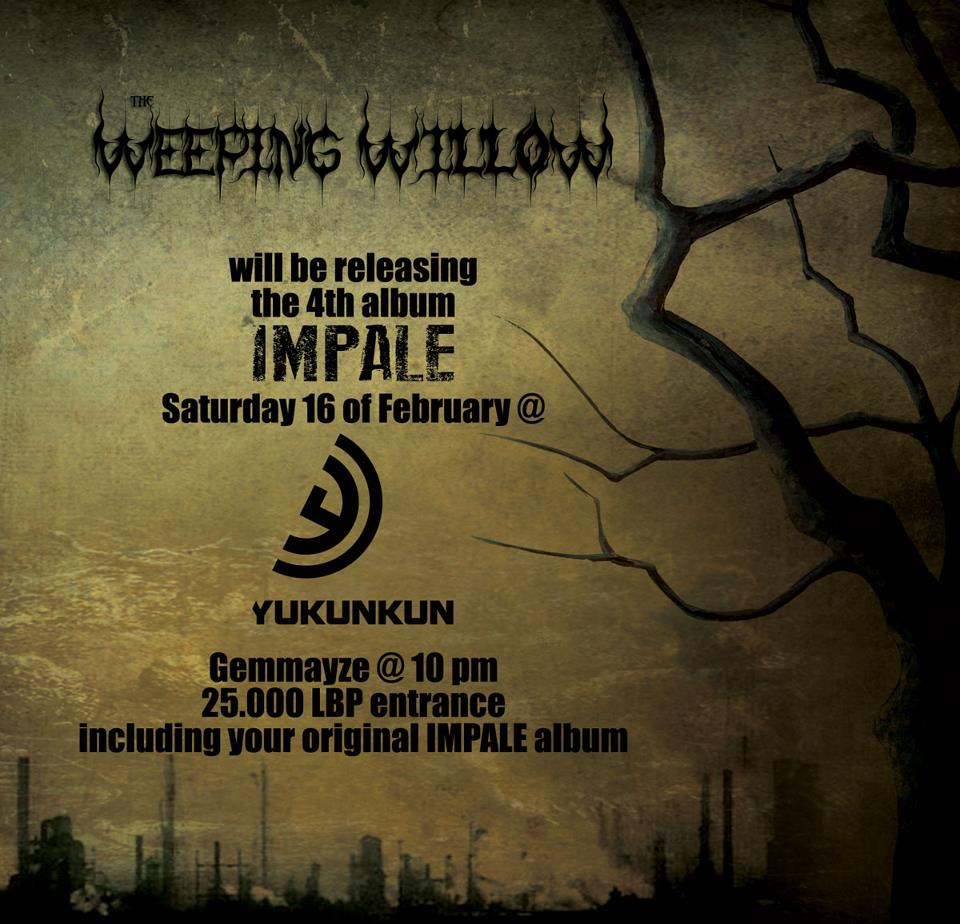 THE
WEEPING WILLOW
will be releasing
the 4th album
IMPALE
Saturday 16 of February @
YUKUNKUN
Gemmayze @ 10 pm
25.000 LBP entrance
including your original IMPALE album